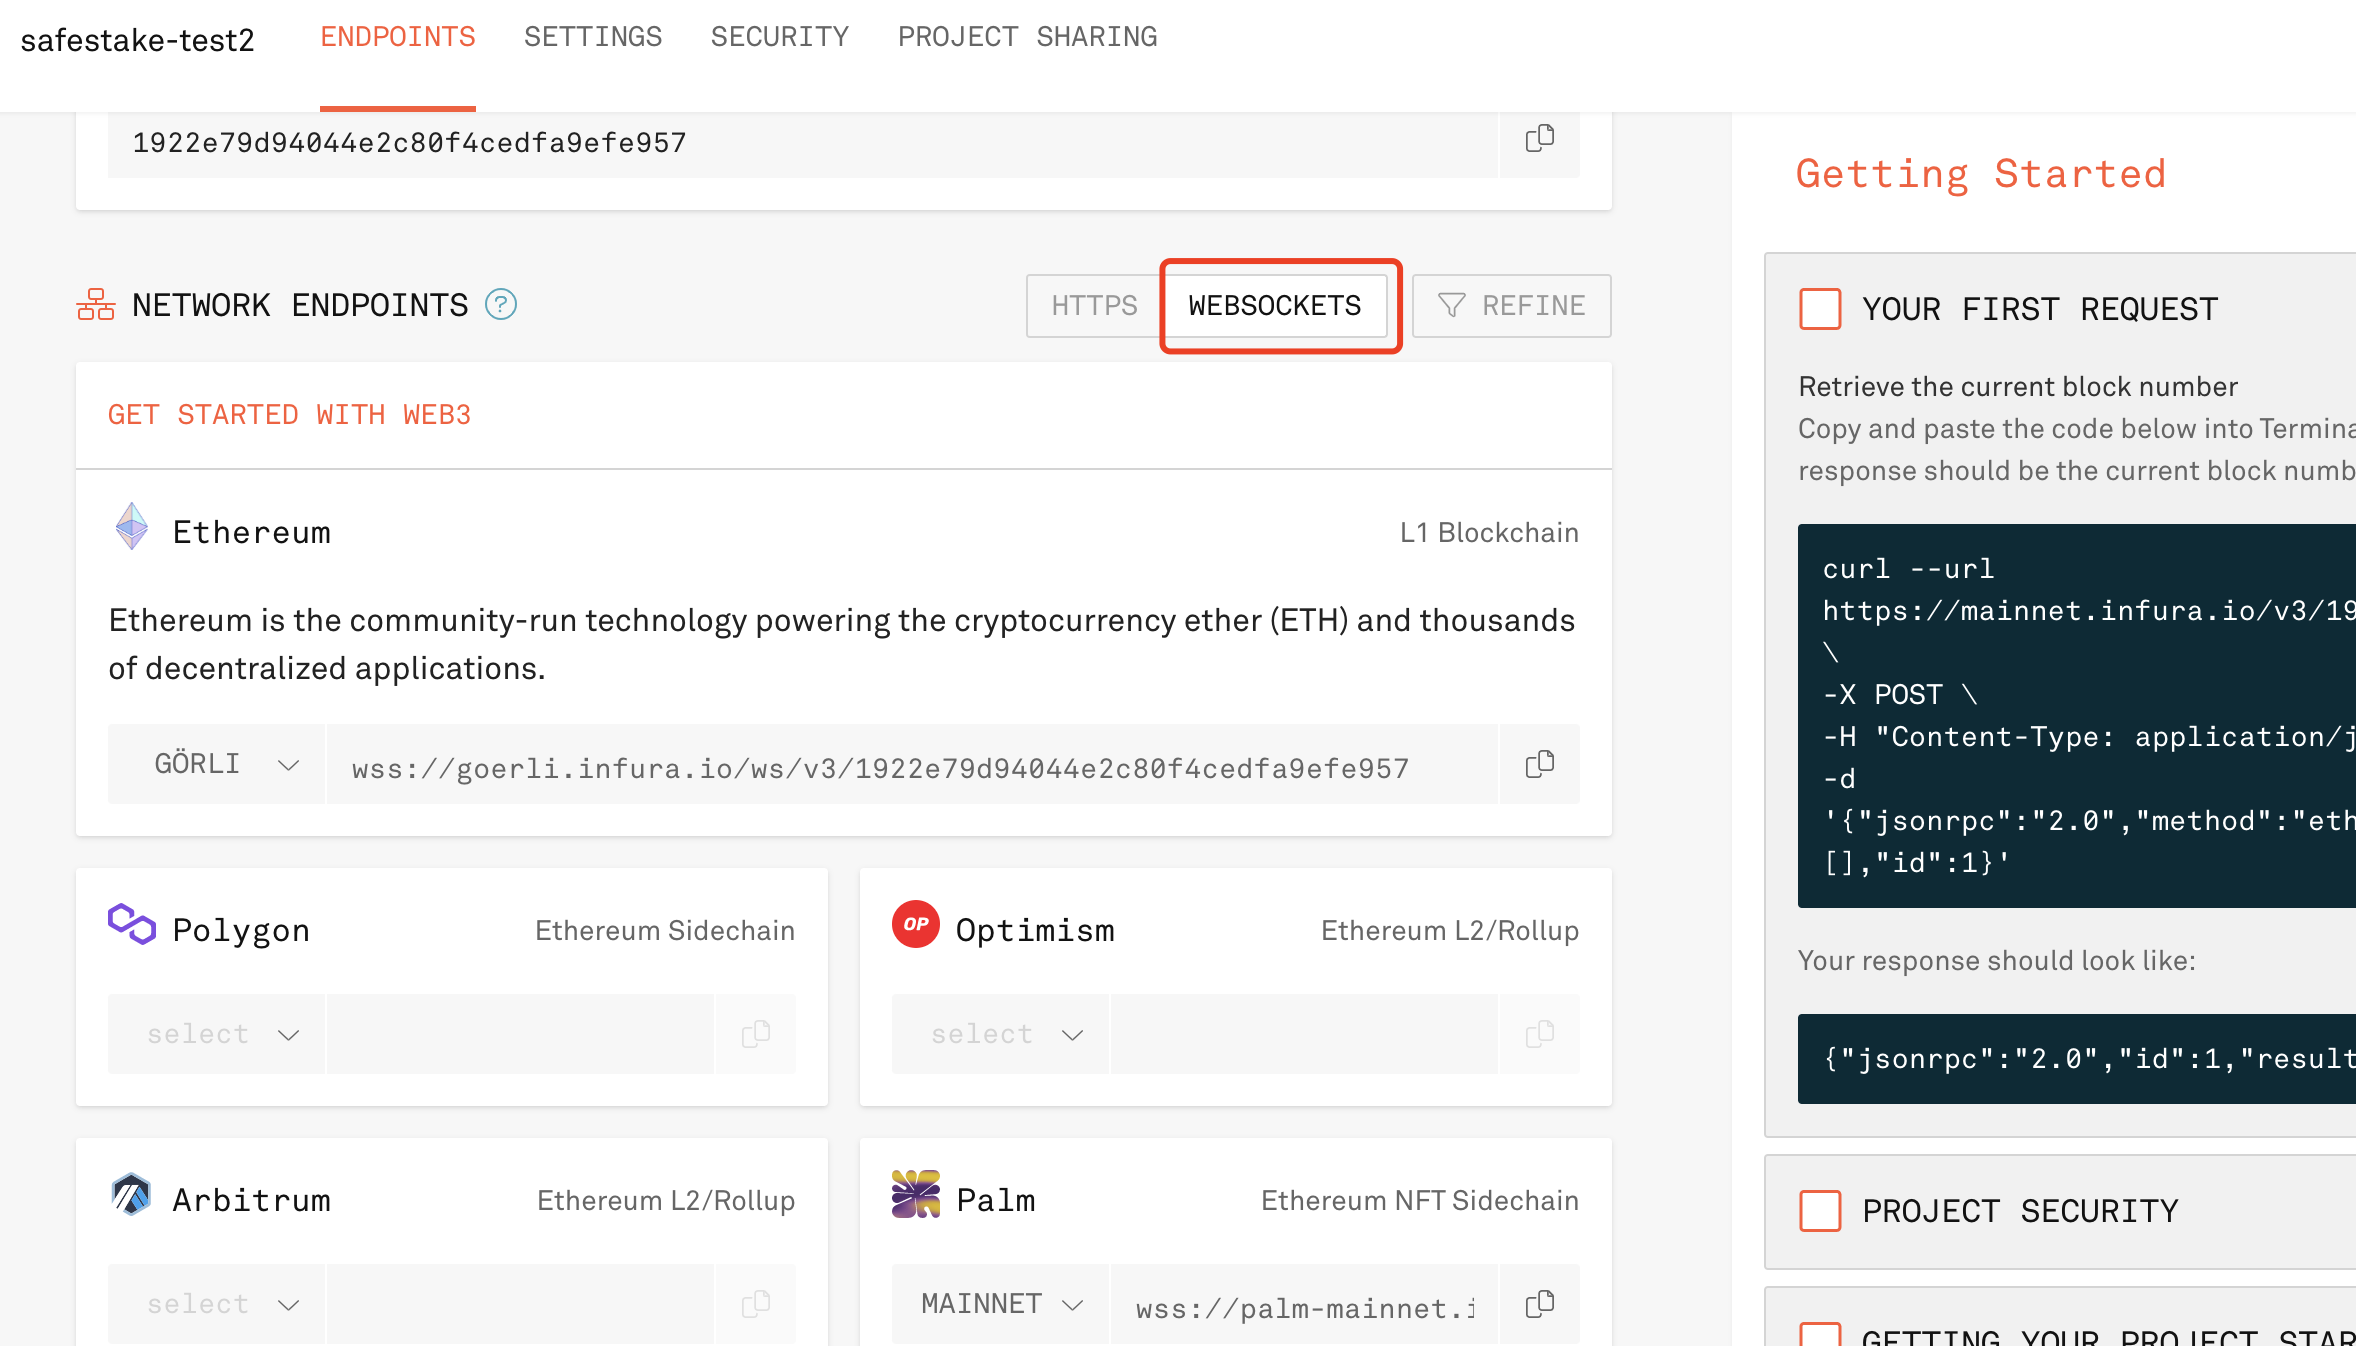 safestake-test2
ENDPOINTS
SETTINGS
SECURITY
PROJECT SHARING
1922e79d94044e2c80f4cedfa9efe957
NETWORK ENDPOINTS ?
HTTPS
WEBSOCKETS
REFINE
GET STARTED WITH WEB3
Ethereum
L1 Blockchain
Ethereum is the community-run technology powering the cryptocurrency ether (ETH) and thousands
of decentralized applications.
GÖRLI
wss://goerli.infura.io/ws/v3/1922e79d94044e2c80f4cedfa9efe957
Polygon
Ethereum Sidechain
select
OP
Optimism
Ethereum L2/Rollup
select
Arbitrum
Ethereum L2/Rollup
select
Palm
Ethereum NFT Sidechain
MAINNET
wss://palm-mainnet.i
Getting Started
YOUR FIRST REQUEST
Retrieve the current block number
Copy and paste the code below into Termina
response should be the current block numb
curl --url
https://mainnet.infura.io/v3/19
\
-X POST \
-H "Content-Type: application/j
-d
'{"jsonrpc":"2.0","method":"eth
[],"id":1}'
Your response should look like:
{"jsonrpc":"2.0","id":1,"result
PROJECT SECURITY
GETTING YOUR PROJECT STAR